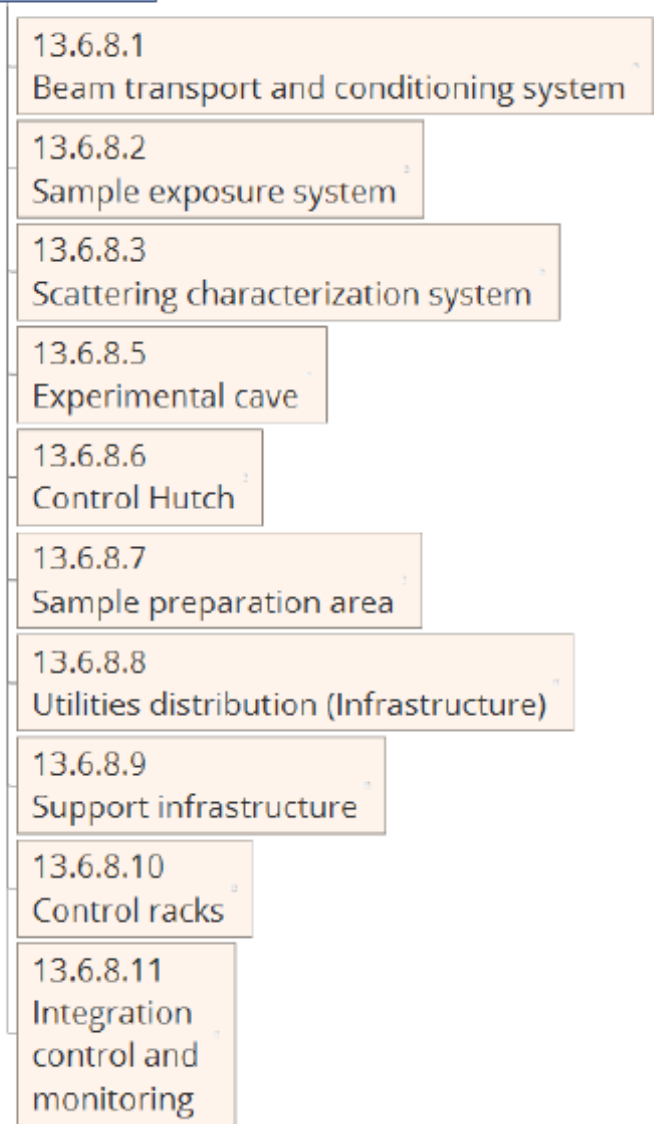 13.6.8.1
Beam transport and conditioning system
13.6.8.2
Sample exposure system
13.6.8.3
Scattering characterization system
13.6.8.5
Experimental cave
13.6.8.6
Control Hutch
13.6.8.7
Sample preparation area
13.6.8.8
Utilities distribution (Infrastructure)
13.6.8.9
Support infrastructure
13.6.8.10
Control racks
13.6.8.11
Integration
control and
monitoring